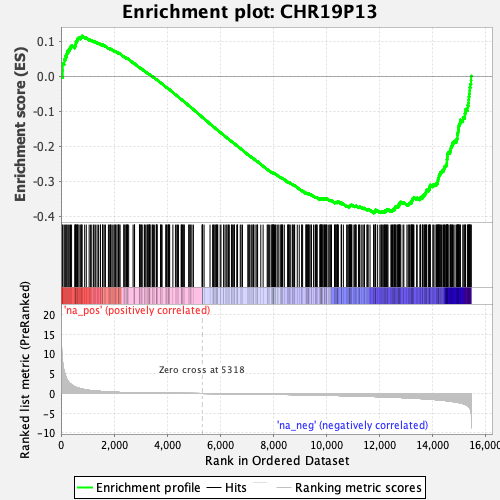 Enrichment plot: CHR19P13
Enrichment score (ES)
0.1
0.0
-0.1
-0.2
-0.3
-0.4
'na_pos' (positively correlated)
Zero cross at 5318
'na_neg' (negatively correlated)
Ranked list metric (PreRanked)
20
15
10
5
0
-5
-10
0
2,000
4,000
6,000
8,000
10,000
12,000
14,000
16,000
Rank in Ordered Dataset
Enrichment profile
Hits
Ranking metric scores